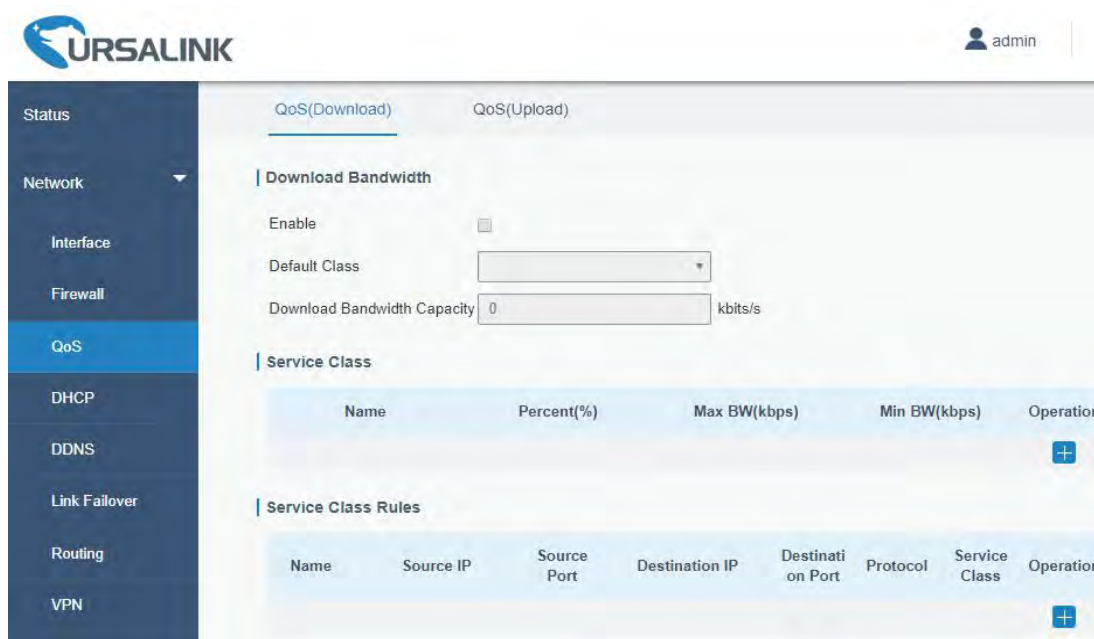 URSALINK
admin
Status
Network
Interface
Firewall
QoS
DHCP
DDNS
Link Failover
Routing
VPN
QoS(Download) QoS(Upload)
Download Bandwidth
Enable
Default Class
Download Bandwidth Capacity 0 kbits/s
Service Class
Name Percent(%) Max BW(kbps) Min BW(kbps) Operation
Service Class Rules
Name Source IP Source Port Destination IP Destinati on Port Protocol Service Class Operation